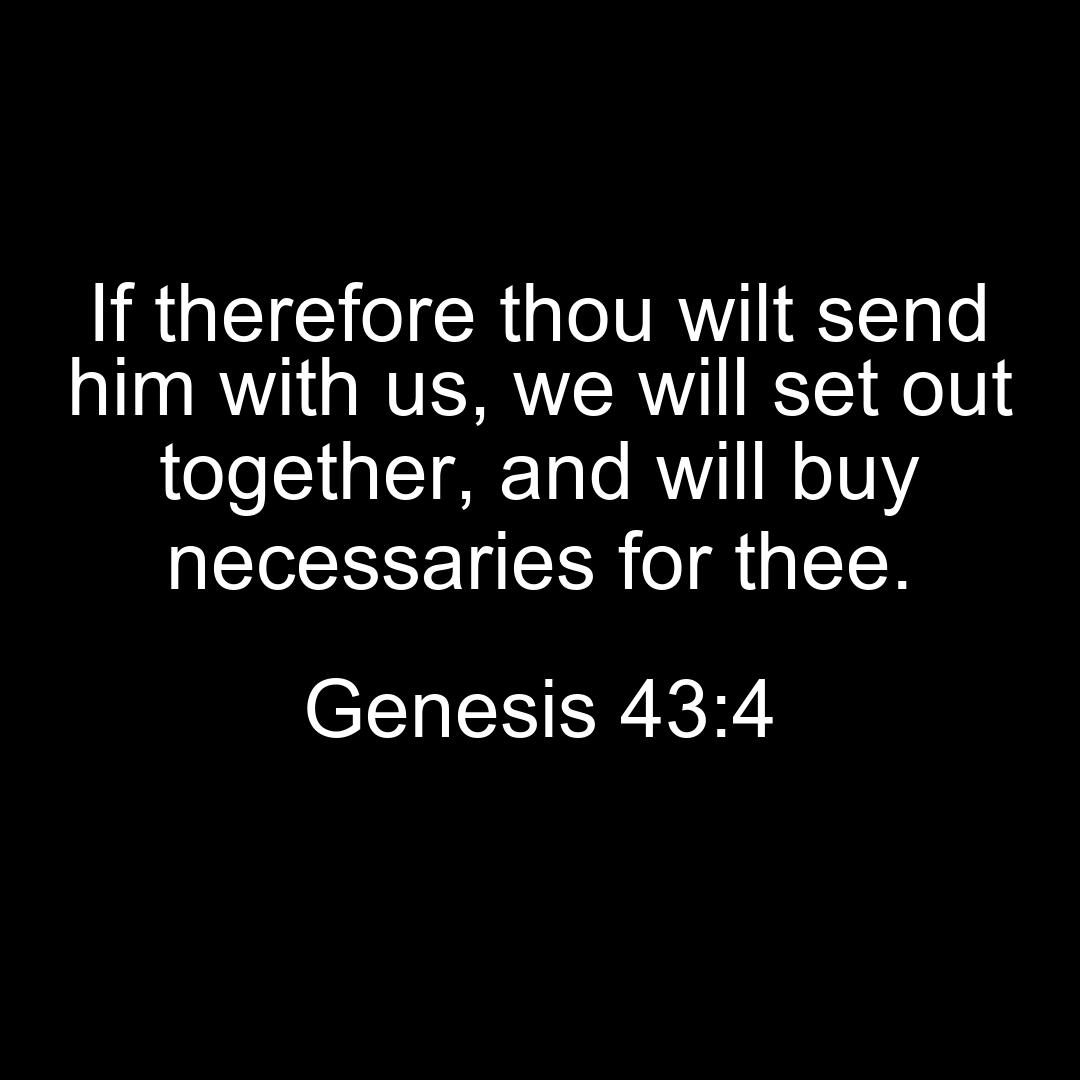 If therefore thou wilt send
him with us, we will set out
together, and will buy
necessaries for thee.
Genesis 43:4